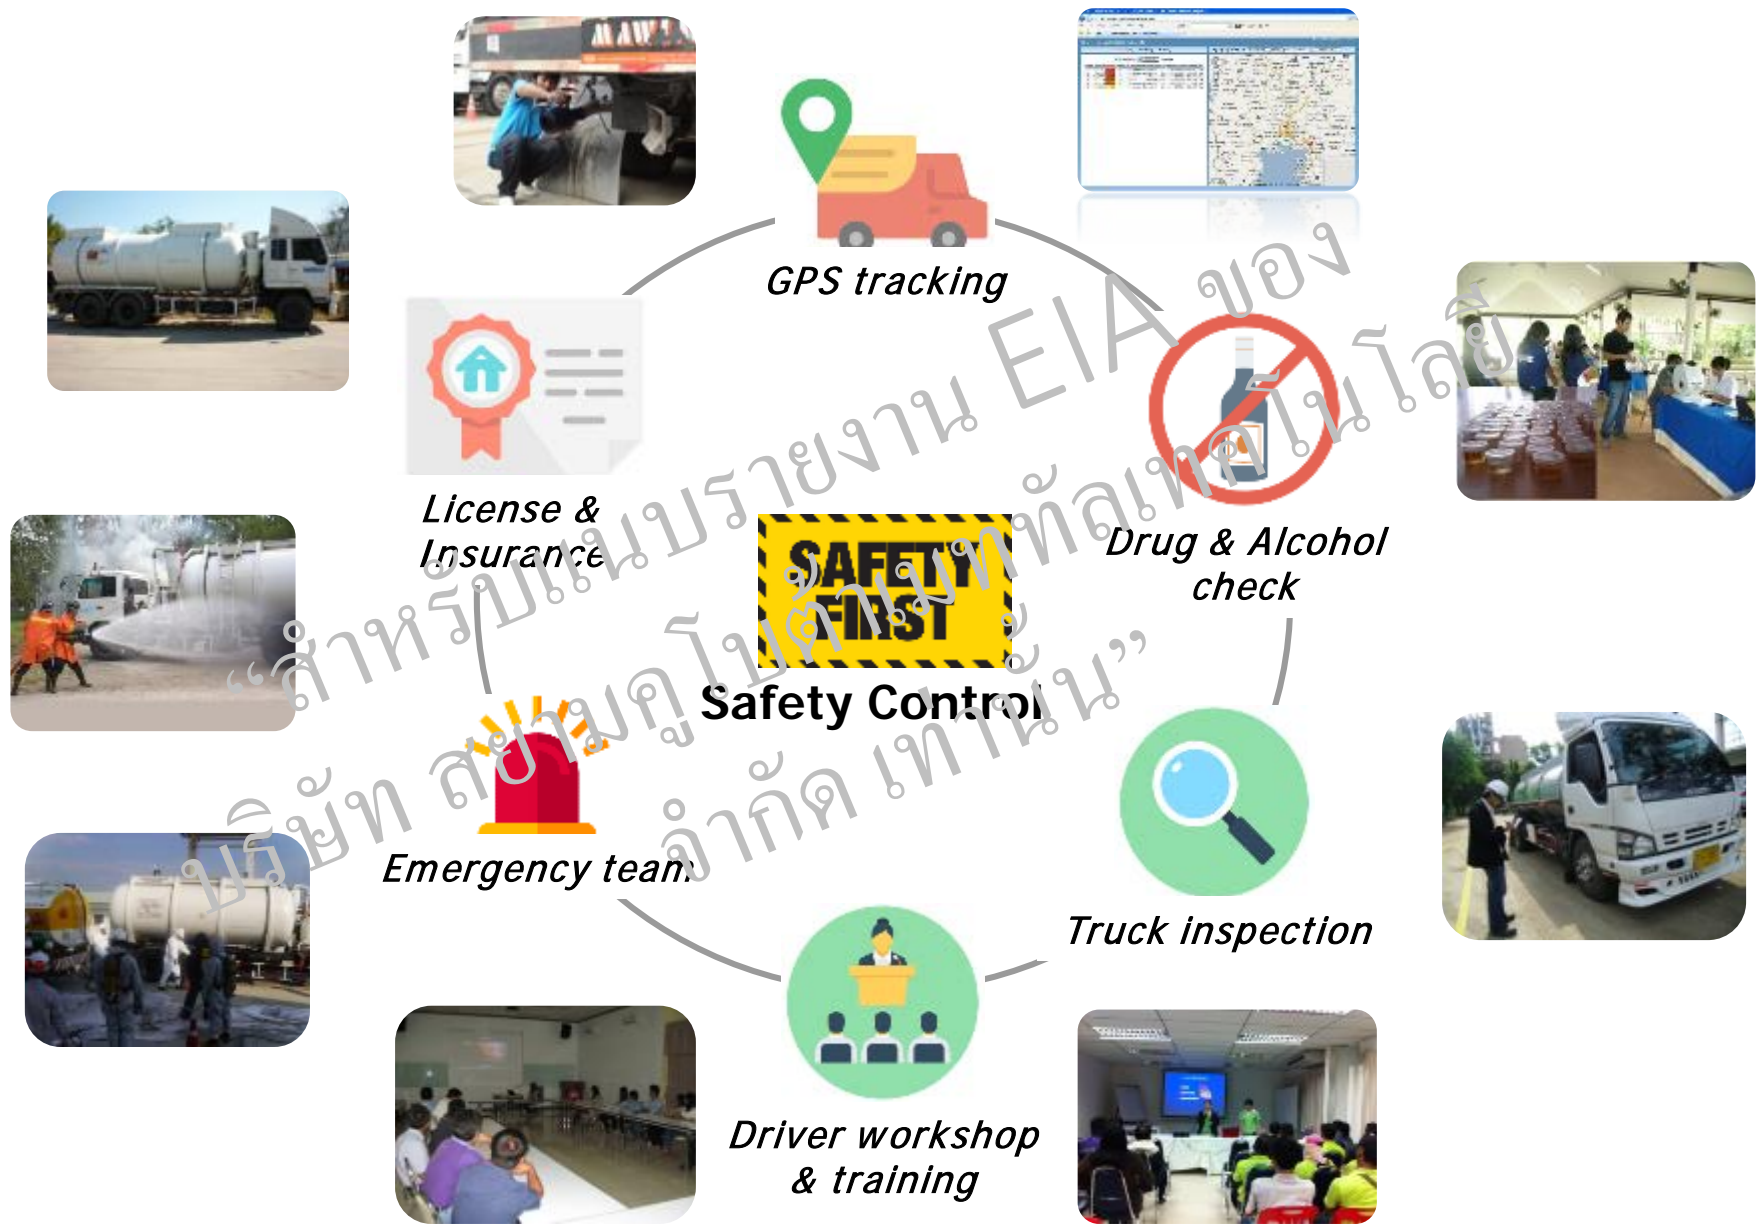 GPS tracking
License &
Insurance
Drug & Alcohol
check
SAFETY
FIRST
Safety Control
Emergency team
Truck inspection
Driver workshop
& training
“สำหรับแนบรายงาน EIA ของ
บริษัท สยามคูโบต้าเมททัลเทคโนโลยี
จำกัด เท่านั้น”